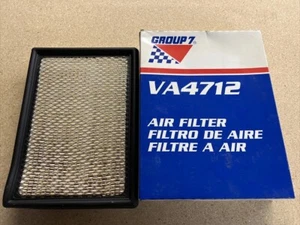 GROUP 7
VA4712
AIR FILTER
FILTRO DE AIRE
FILTRE A AIR